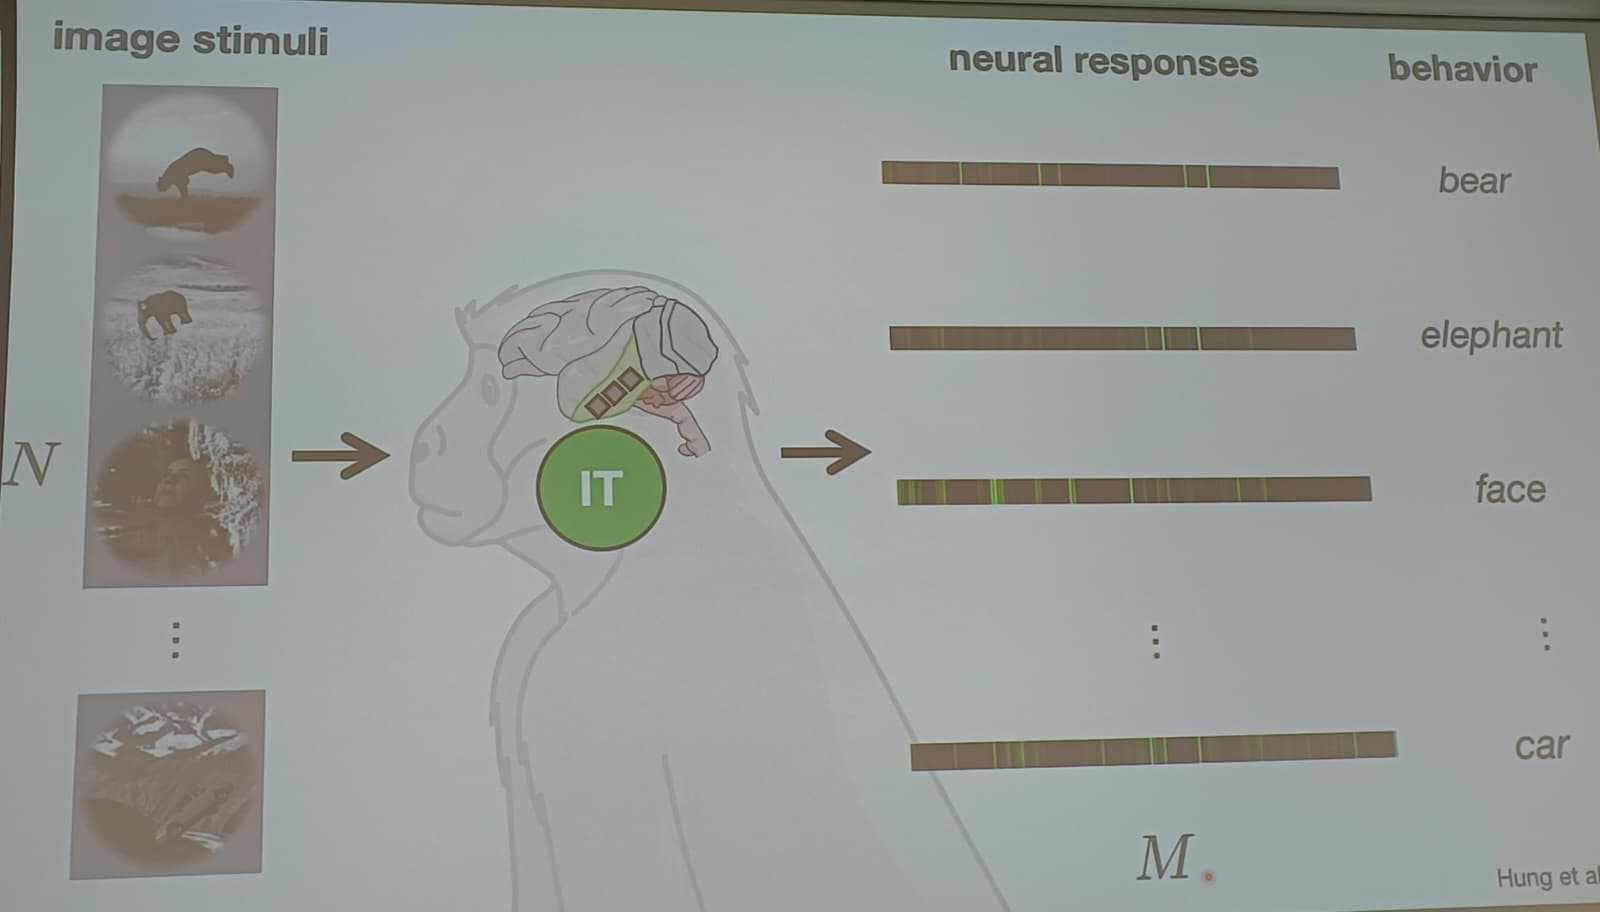 image stimuli
neural responses
behavior
bear
elephant
N
IT
face
car
M
Hung et al